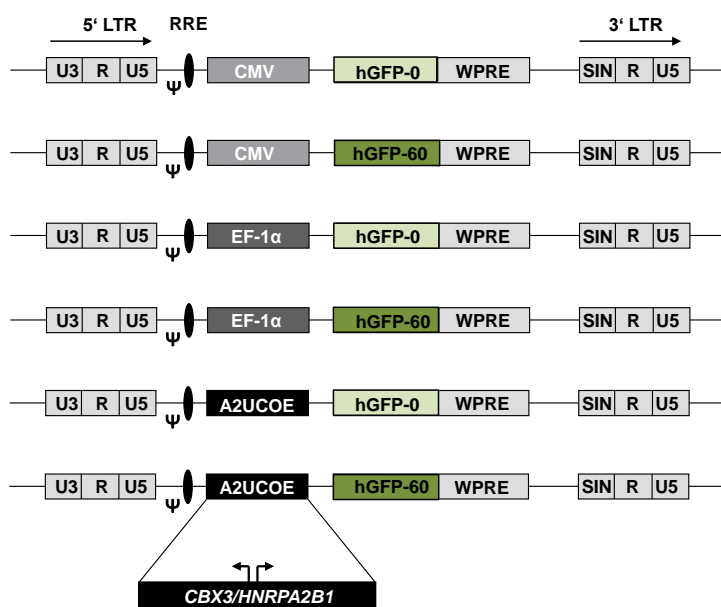 5‘ LTR RRE 3‘ LTR
U3 R U5 Ψ CMV hGFP-0 WPRE SIN R U5
U3 R U5 Ψ CMV hGFP-60 WPRE SIN R U5
U3 R U5 Ψ EF-1α hGFP-0 WPRE SIN R U5
U3 R U5 Ψ EF-1α hGFP-60 WPRE SIN R U5
U3 R U5 Ψ A2UCOE hGFP-0 WPRE SIN R U5
U3 R U5 Ψ A2UCOE hGFP-60 WPRE SIN R U5
CBX3/HNRPA2B1